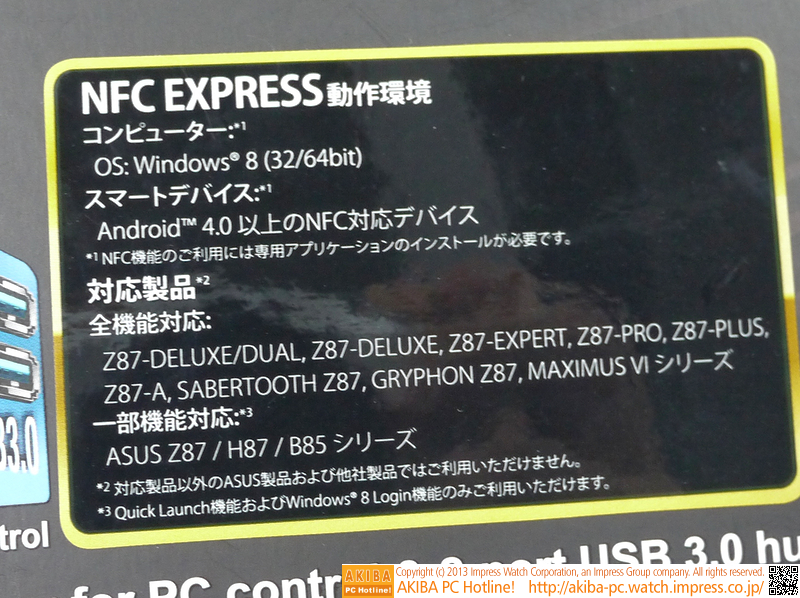 NFC EXPRESS動作環境
コンピューター:*1
OS: Windows® 8 (32/64bit)
スマートデバイス:*1
Android™ 4.0 以上のNFC対応デバイス
*1 NFC機能のご利用には専用アプリケーションのインストールが必要です。
対応製品*2
全機能対応:
Z87-DELUXE/DUAL, Z87-DELUXE, Z87-EXPERT, Z87-PRO, Z87-PLUS,
Z87-A, SABERTOOTH Z87, GRYPHON Z87, MAXIMUS VI シリーズ
一部機能対応:*3
ASUS Z87 / H87 / B85 シリーズ
*2 対応製品以外のASUS製品および他社製品ではご利用いただけません。
*3 Quick Launch機能およびWindows® 8 Login機能のみご利用いただけます。
33.0
trol
for PC contr 2-port USB 3.0 hu
AKIBA PC Hotline!
Copyright (c) 2013 Impress Watch Corporation, an Impress Group company. All rights reserved.
AKIBA PC Hotline! http://akiba-pc.watch.impress.co.jp/